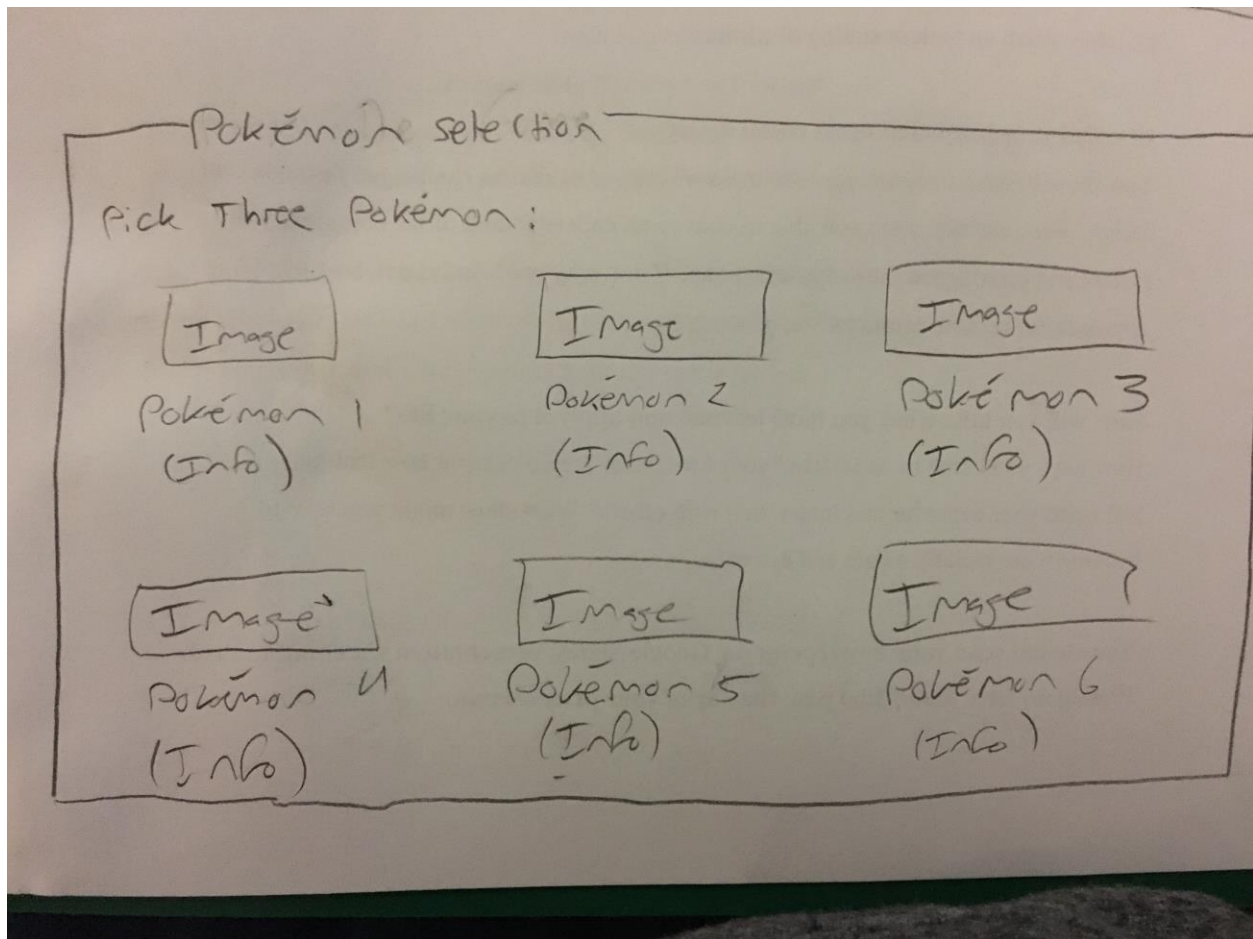 Pokémon selection
Pick Three Pokémon:
Image Image Image
Pokémon 1 Pokémon 2 Pokémon 3
(Info) (Info) (Info)
Image Image Image
Pokémon 4 Pokémon 5 Pokémon 6
(Info) (Info) (Info)